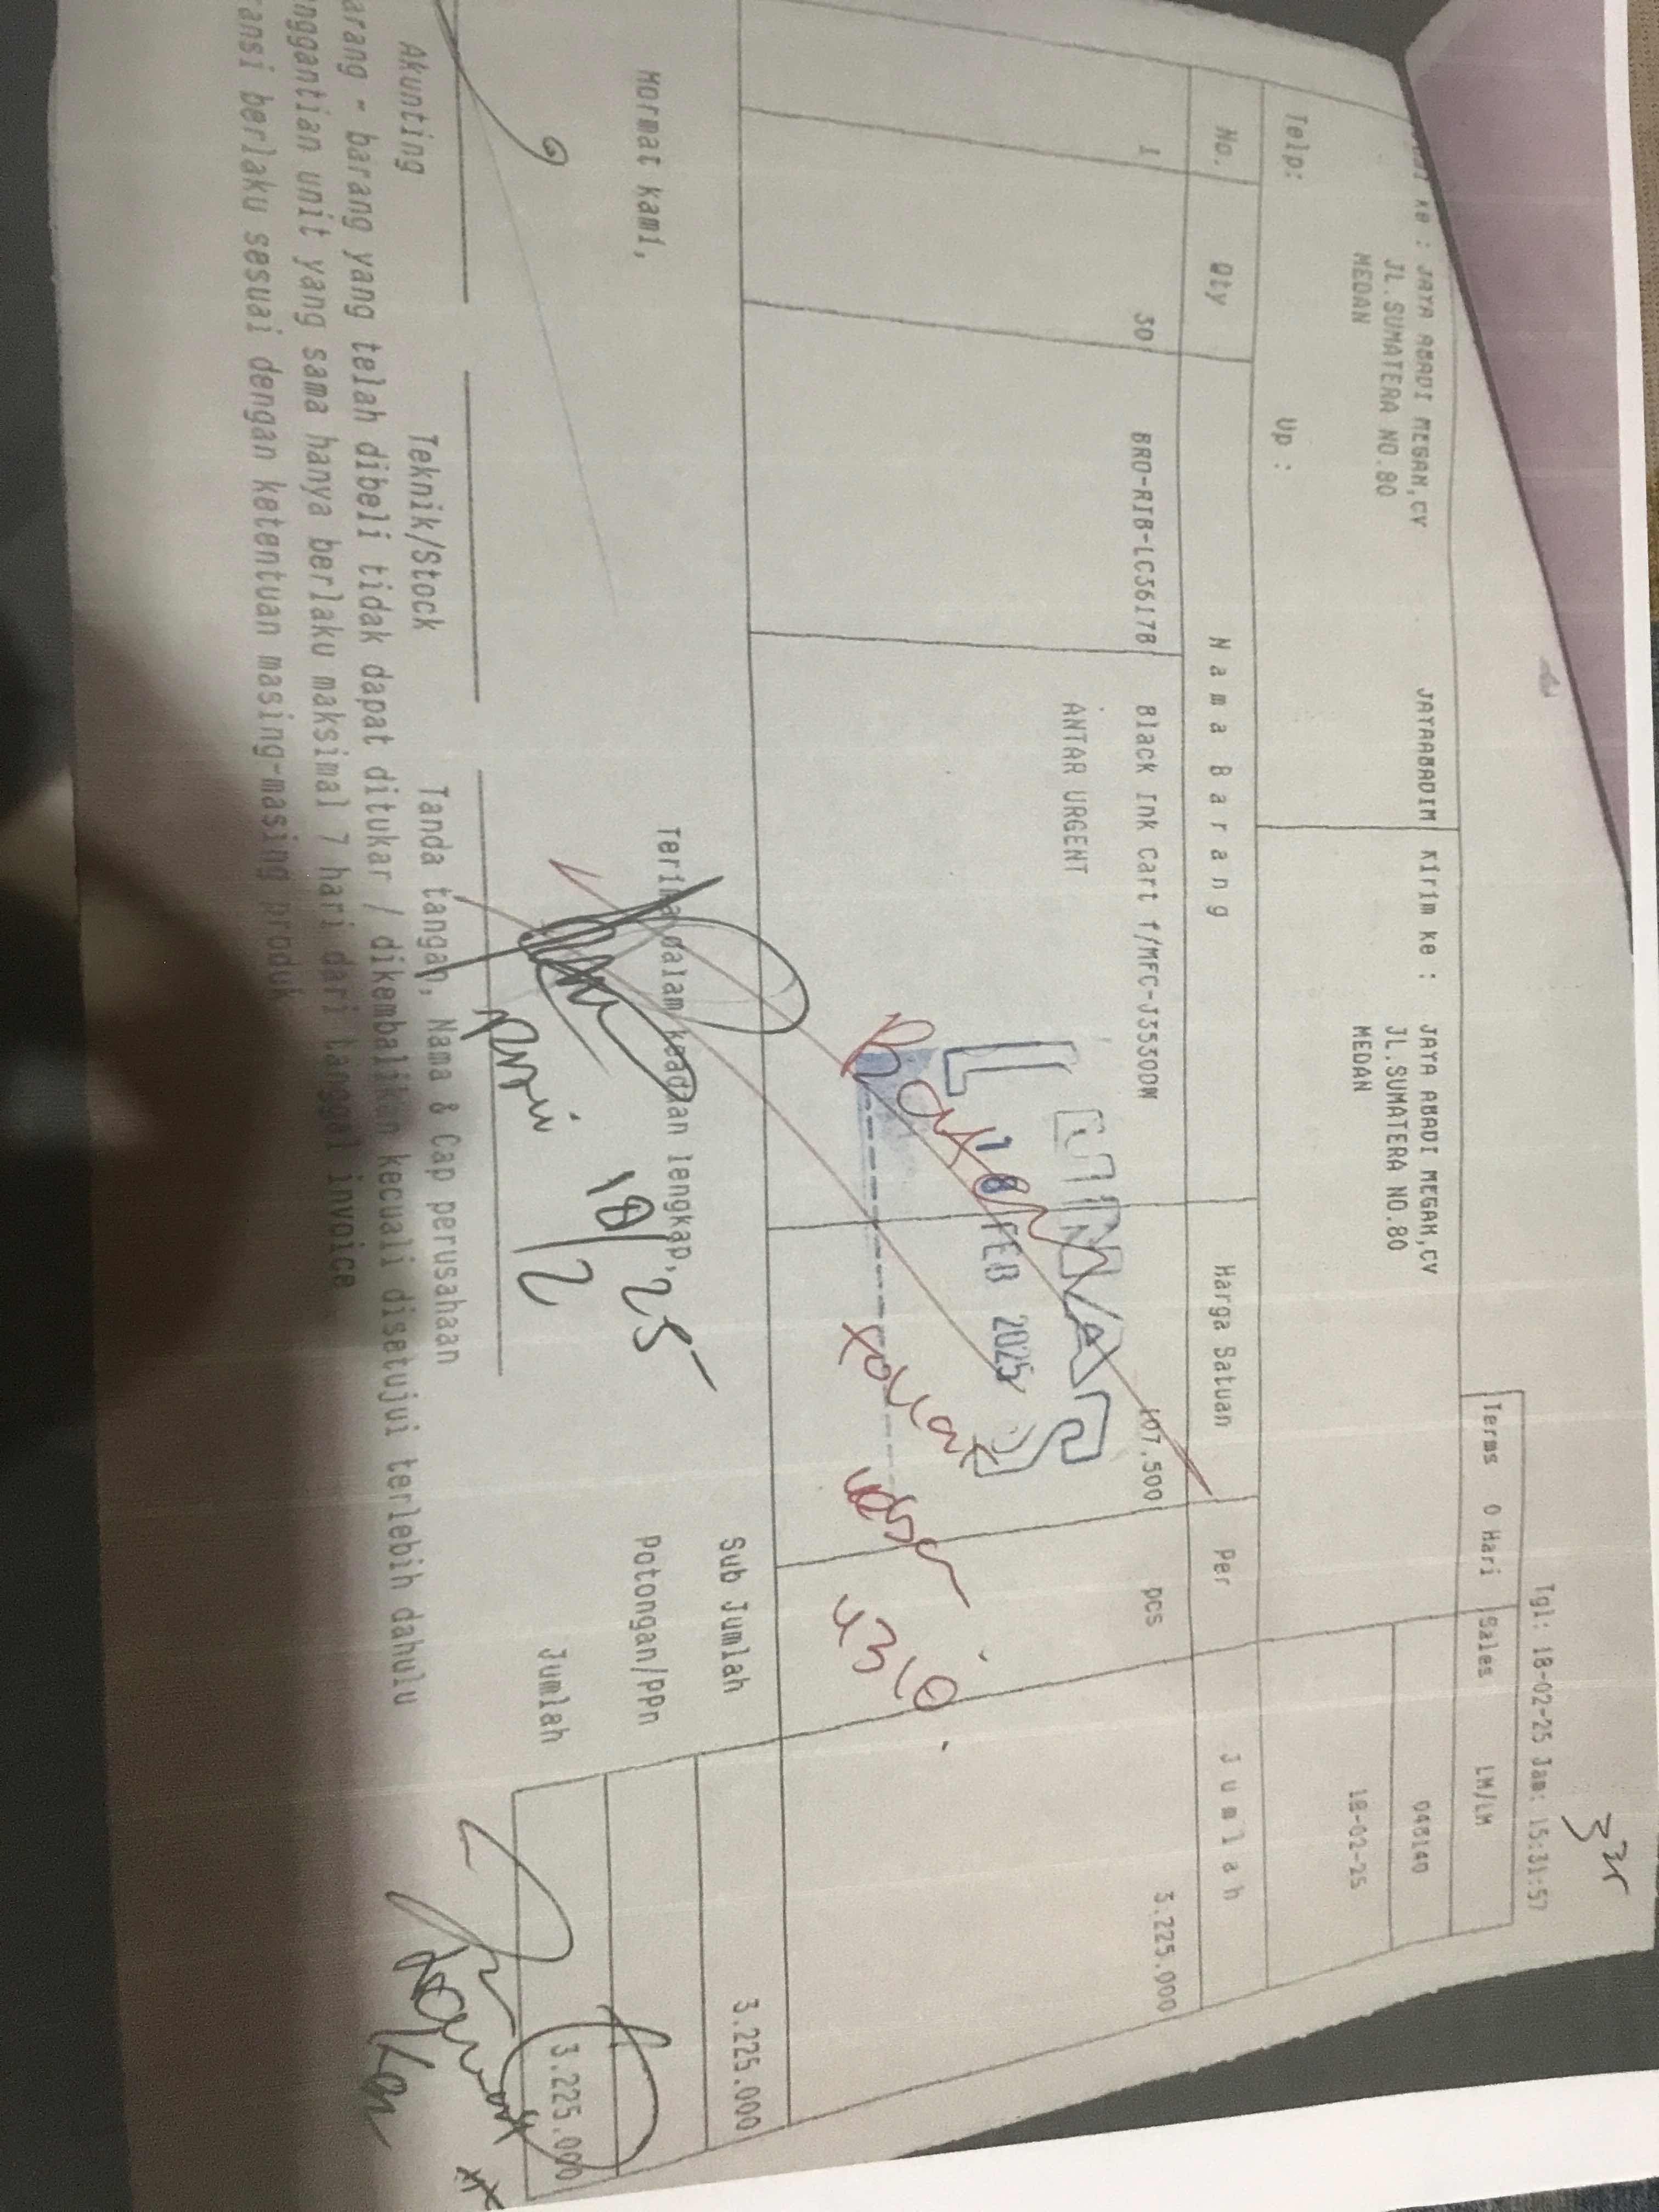 Tgl: 18-02-25 Jam: 15:31:57
Terms 0 Hari Sales LM/LM
ke : JAYA ABADI MEGAH,CV JAYAABADIM Kirim ke : JAYA ABADI MEGAH,CV 048140
JL.SUMATERA NO.80 JL.SUMATERA NO.80
MEDAN MEDAN 18-02-25
Telp: Up :
No. Qty Nama Barang Harga Satuan Per Jumlah
1 30 BRO-RIB-LC3617B Black Ink Cart f/MFC-J3530DW 107.500 pcs 3.225.000
ANTAR URGENT
LUNAS
18 FEB 2025
Sub Jumlah 3.225.000
Hormat kami, Terima dalam keadaan lengkap, Potongan/PPn
18/2 25
Jumlah 3.225.000
Akunting Teknik/Stock Tanda tangan, Nama & Cap perusahaan
arang - barang yang telah dibeli tidak dapat ditukar / dikembalikan kecuali disetujui terlebih dahulu
nggantian unit yang sama hanya berlaku maksimal 7 hari dari tanggal invoice
ransi berlaku sesuai dengan ketentuan masing-masing produk